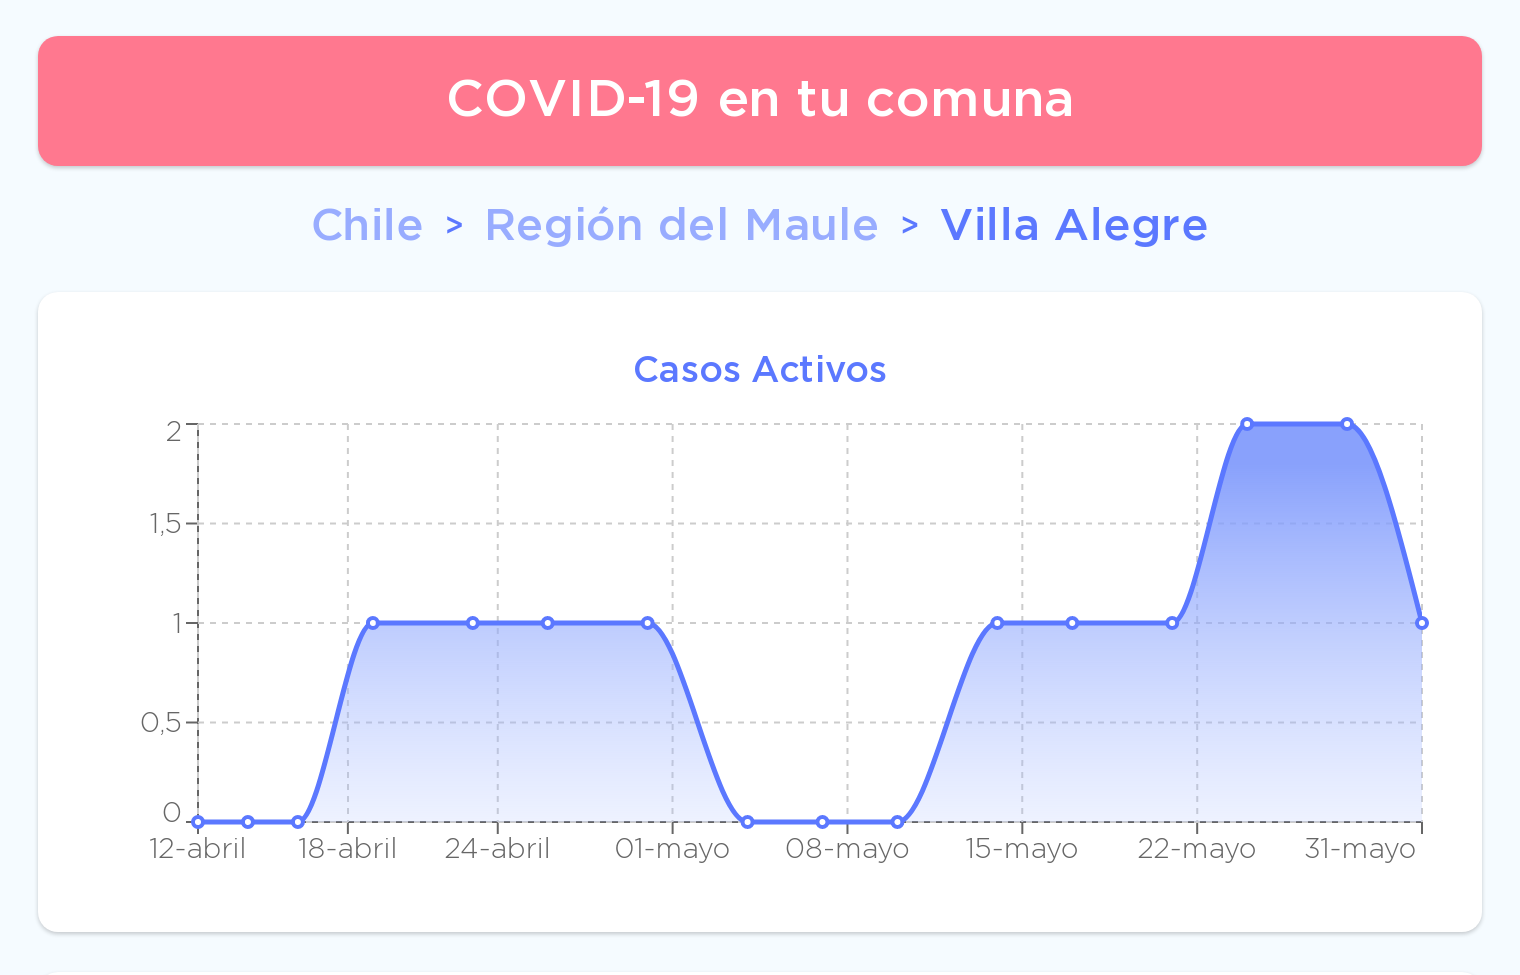 COVID-19 en tu comuna
Chile > Región del Maule > Villa Alegre
Casos Activos
2
1,5
1
0,5
0
12-abril 18-abril 24-abril 01-mayo 08-mayo 15-mayo 22-mayo 31-mayo